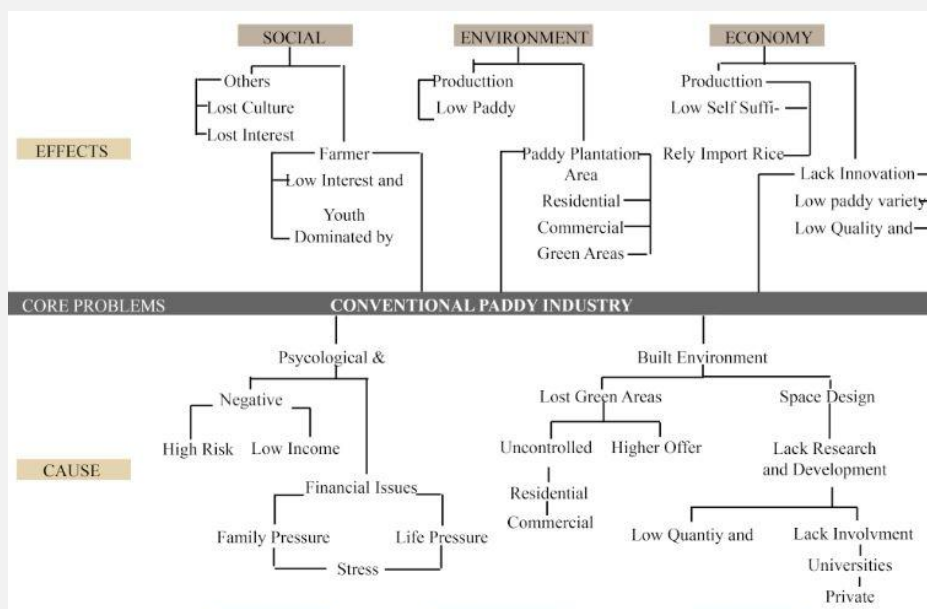 SOCIAL
ENVIRONMENT
ECONOMY
Others
Lost Culture
Lost Interest
Farmer
Low Interest and
Youth
Dominated by
Producttion
Low Paddy
Paddy Plantation
Area
Residential
Commercial
Green Areas
Producttion
Low Self Suffi-
Rely Import Rice
Lack Innovation
Low paddy variety
Low Quality and
EFFECTS
CORE PROBLEMS
CONVENTIONAL PADDY INDUSTRY
Psycological &
Negative
High Risk
Low Income
Financial Issues
Family Pressure
Life Pressure
Stress
Built Environment
Lost Green Areas
Uncontrolled
Higher Offer
Residential
Commercial
Space Design
Lack Research
and Development
Low Quantiy and
Lack Involvment
Universities
Private
CAUSE